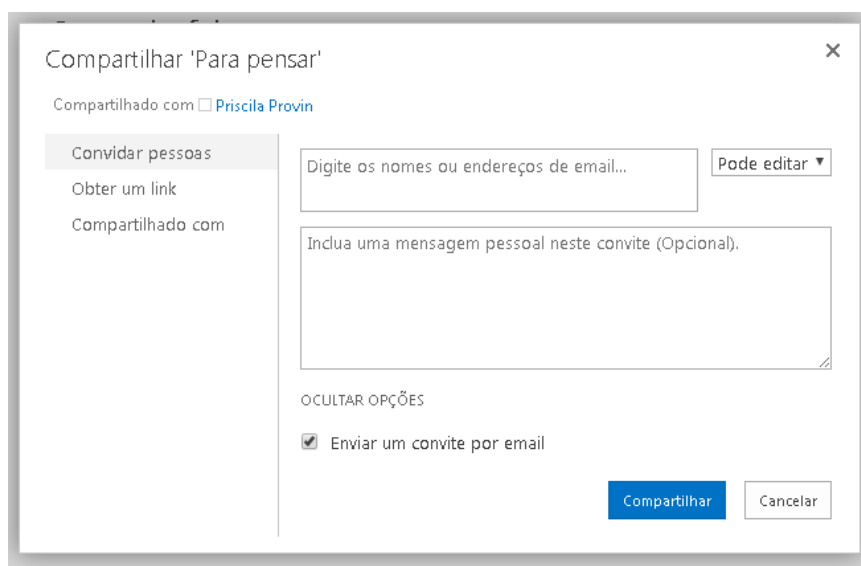 Compartilhar 'Para pensar'
Compartilhado com Priscila Provin
Convidar pessoas
Obter um link
Compartilhado com
Digite os nomes ou endereços de email...
Pode editar
Inclua uma mensagem pessoal neste convite (Opcional).
OCULTAR OPÇÕES
Enviar um convite por email
Compartilhar
Cancelar